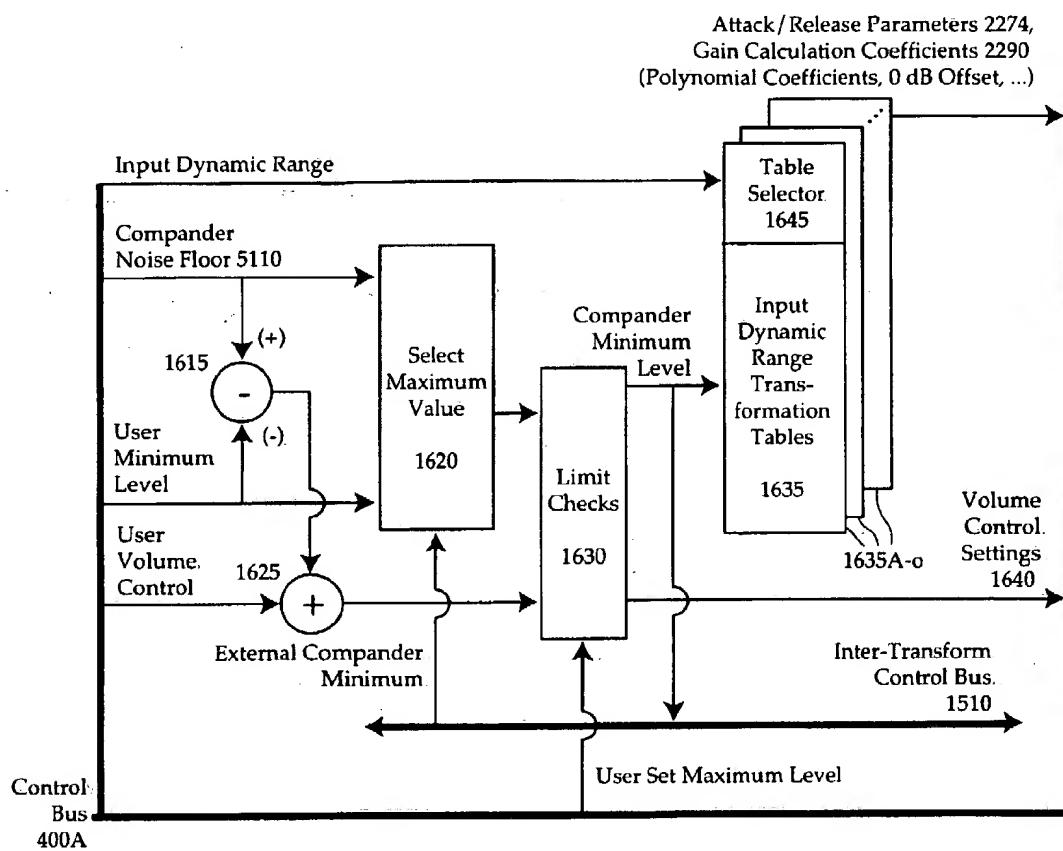 Attack/Release Parameters 2274,
Gain Calculation Coefficients 2290
(Polynomial Coefficients, 0 dB Offset, ...)
Input Dynamic Range
Table
Selector
1645
Compander
Noise Floor 5110
1615
(+)
-
(-)
Select
Maximum
Value
1620
Compander
Minimum
Level
Input
Dynamic
Range
Trans-
formation
Tables
1635
User
Minimum
Level
Limit
Checks
1630
User
Volume
Control
1625
+
1635A-o
Volume
Control
Settings
1640
External Compander
Minimum
Inter-Transform
Control Bus
1510
User Set Maximum Level
Control
Bus
400A